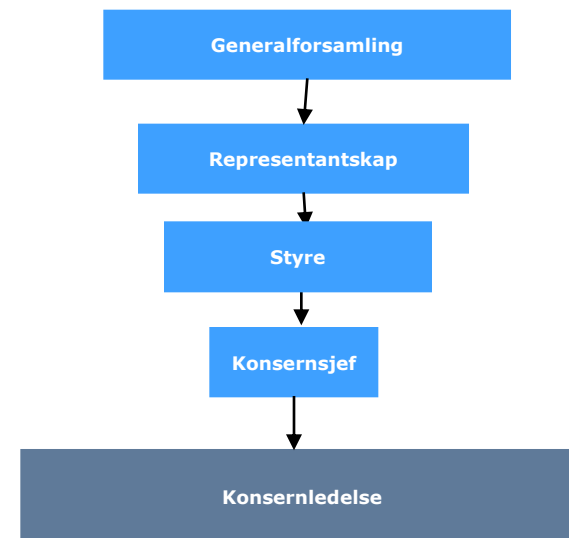 Generalforsamling
Representantskap
Styre
Konsernsjef
Konsernledelse